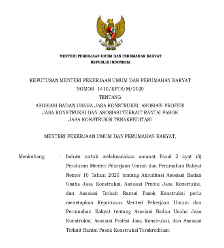 MENTERI PEKERJAAN UMUM DAN PERUMAHAN RAKYAT
REPUBLIK INDONESIA
KEPUTUSAN MENTERI PEKERJAAN UMUM DAN PERUMAHAN RAKYAT
NOMOR 1410/KPTS/M/2020
TENTANG
ASOSIASI BADAN USAHA JASA KONSTRUKSI, ASOSIASI PROFESI
JASA KONSTRUKSI DAN ASOSIASI TERKAIT RANTAI PASOK
JASA KONSTRUKSI TERAKREDITASI
MENTERI PEKERJAAN UMUM DAN PERUMAHAN RAKYAT,
Menimbang : bahwa untuk melaksanakan amanat Pasal 2 ayat (3)
Peraturan Menteri Pekerjaan Umum dan Perumahan Rakyat
Nomor 10 Tahun 2020 tentang Akreditasi Asosiasi Badan
Usaha Jasa Konstruksi, Asosiasi Profesi Jasa Konstruksi,
dan Asosiasi Terkait Rantai Pasok Konstruksi perlu
menetapkan Keputusan Menteri Pekerjaan Umum dan
Perumahan Rakyat tentang Asosiasi Badan Usaha Jasa
Konstruksi, Asosiasi Profesi Jasa Konstruksi, dan Asosiasi
Terkait Rantai Pasok Konstruksi Terakreditasi;